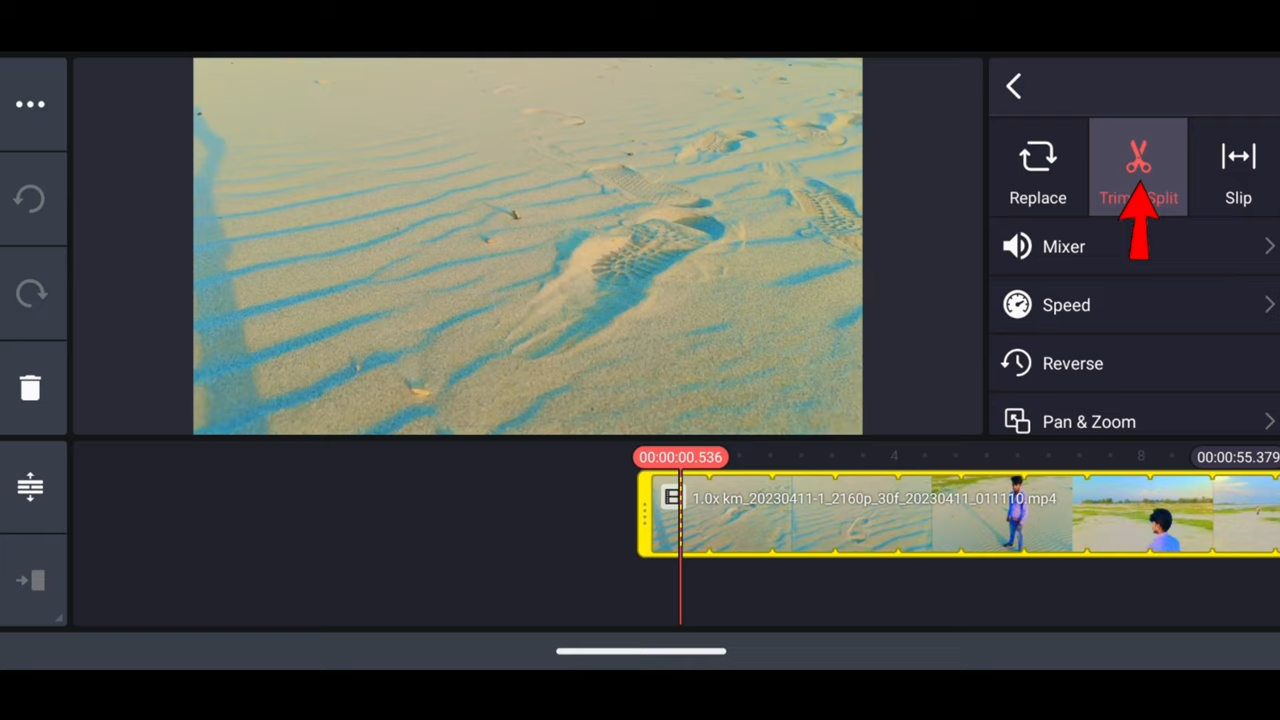 Replace
Trim Split
Slip
Mixer
Speed
Reverse
Pan & Zoom
00:00:00.536
4
8
00:00:55.379
1.0x km_20230411-1_2160p_30f_20230411_011110.mp4